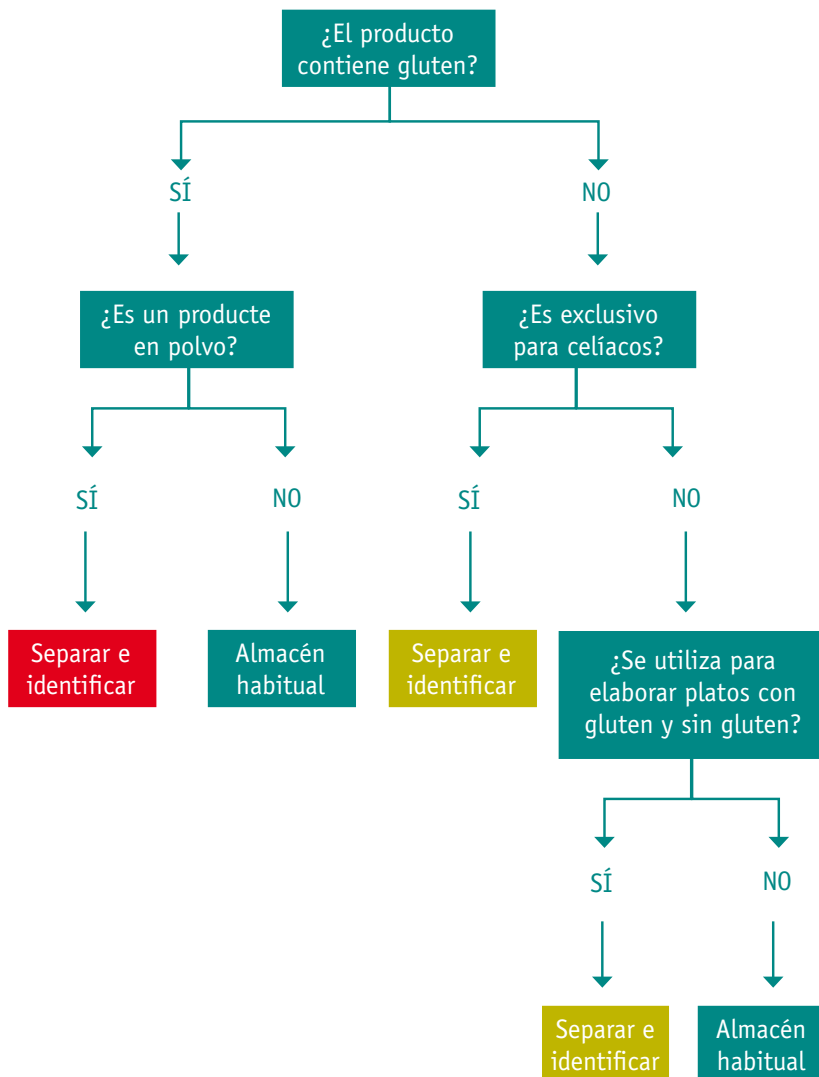 ¿El producto
contiene gluten?
SÍ
NO
¿Es un producte
en polvo?
¿Es exclusivo
para celíacos?
SÍ
NO
SÍ
NO
Separar e
identificar
Almacén
habitual
Separar e
identificar
¿Se utiliza para
elaborar platos con
gluten y sin gluten?
SÍ
NO
Separar e
identificar
Almacén
habitual